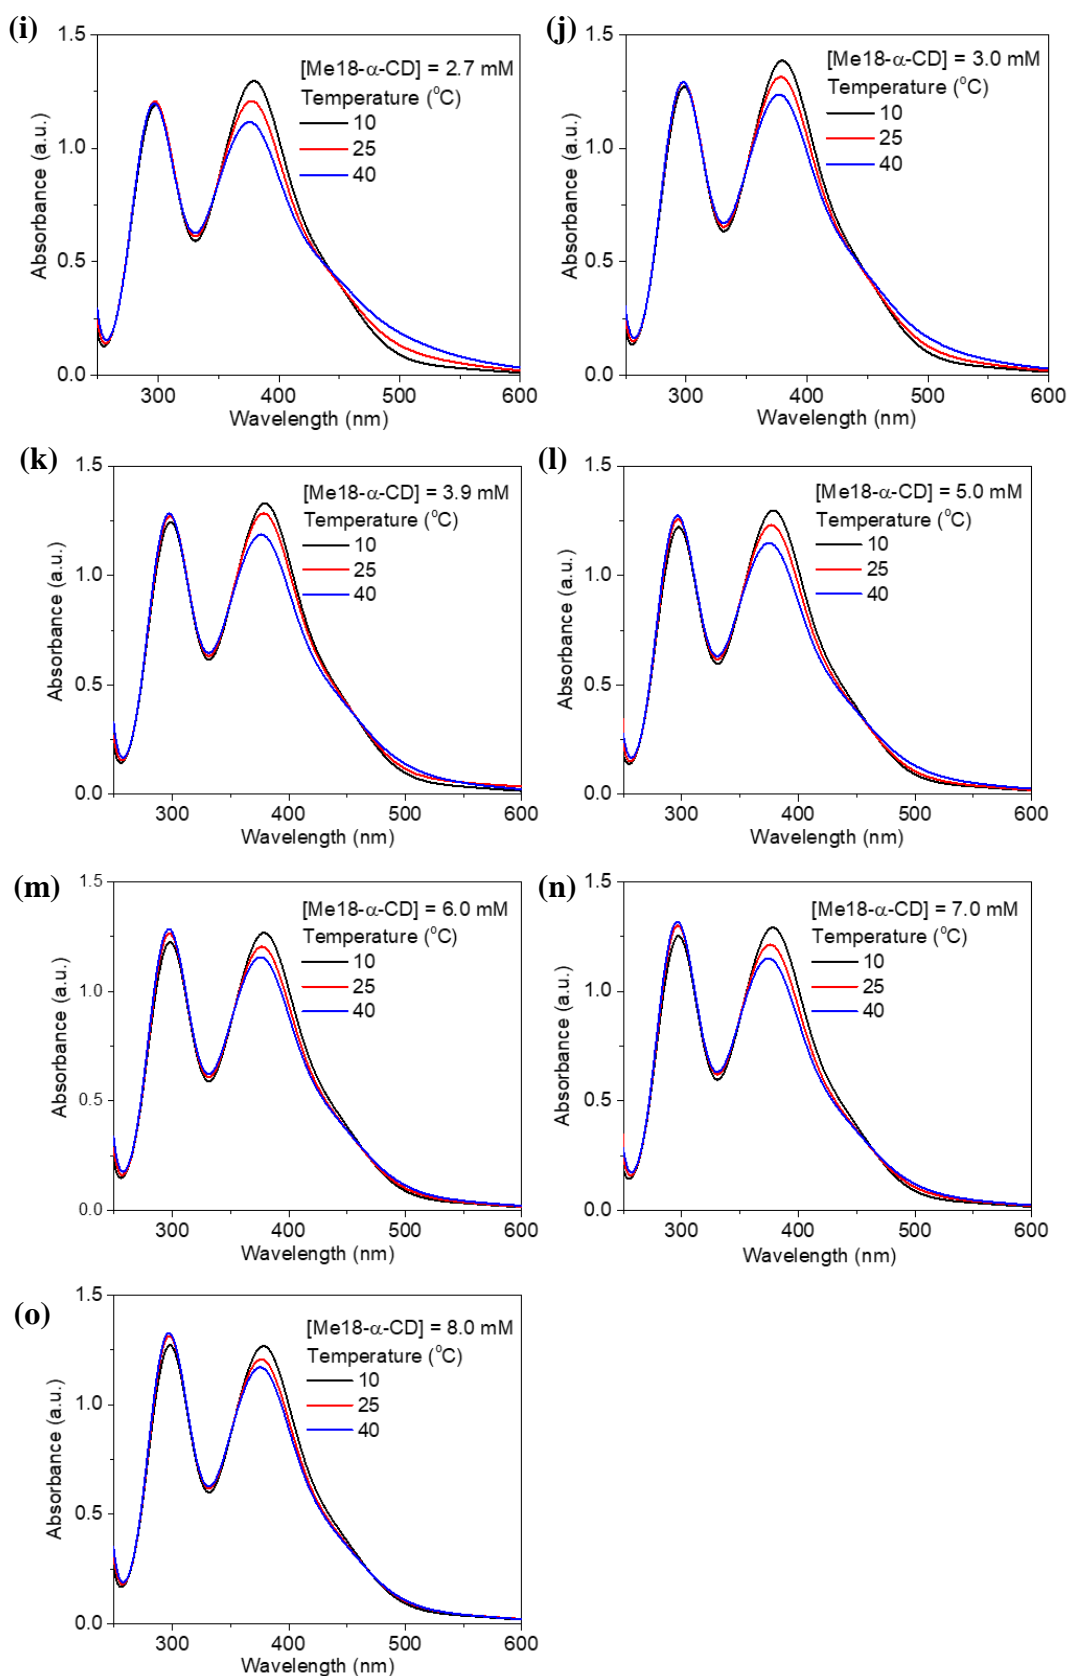 (i)
1.5
1.0
0.5
0.0
Absorbance (a.u.)
[Me18-α-CD] = 2.7 mM
Temperature (°C)
10
25
40
300 400 500 600
Wavelength (nm)
(j)
1.5
1.0
0.5
0.0
Absorbance (a.u.)
[Me18-α-CD] = 3.0 mM
Temperature (°C)
10
25
40
300 400 500 600
Wavelength (nm)
(k)
1.5
1.0
0.5
0.0
Absorbance (a.u.)
[Me18-α-CD] = 3.9 mM
Temperature (°C)
10
25
40
300 400 500 600
Wavelength (nm)
(l)
1.5
1.0
0.5
0.0
Absorbance (a.u.)
[Me18-α-CD] = 5.0 mM
Temperature (°C)
10
25
40
300 400 500 600
Wavelength (nm)
(m)
1.5
1.0
0.5
0.0
Absorbance (a.u.)
[Me18-α-CD] = 6.0 mM
Temperature (°C)
10
25
40
300 400 500 600
Wavelength (nm)
(n)
1.5
1.0
0.5
0.0
Absorbance (a.u.)
[Me18-α-CD] = 7.0 mM
Temperature (°C)
10
25
40
300 400 500 600
Wavelength (nm)
(o)
1.5
1.0
0.5
0.0
Absorbance (a.u.)
[Me18-α-CD] = 8.0 mM
Temperature (°C)
10
25
40
300 400 500 600
Wavelength (nm)